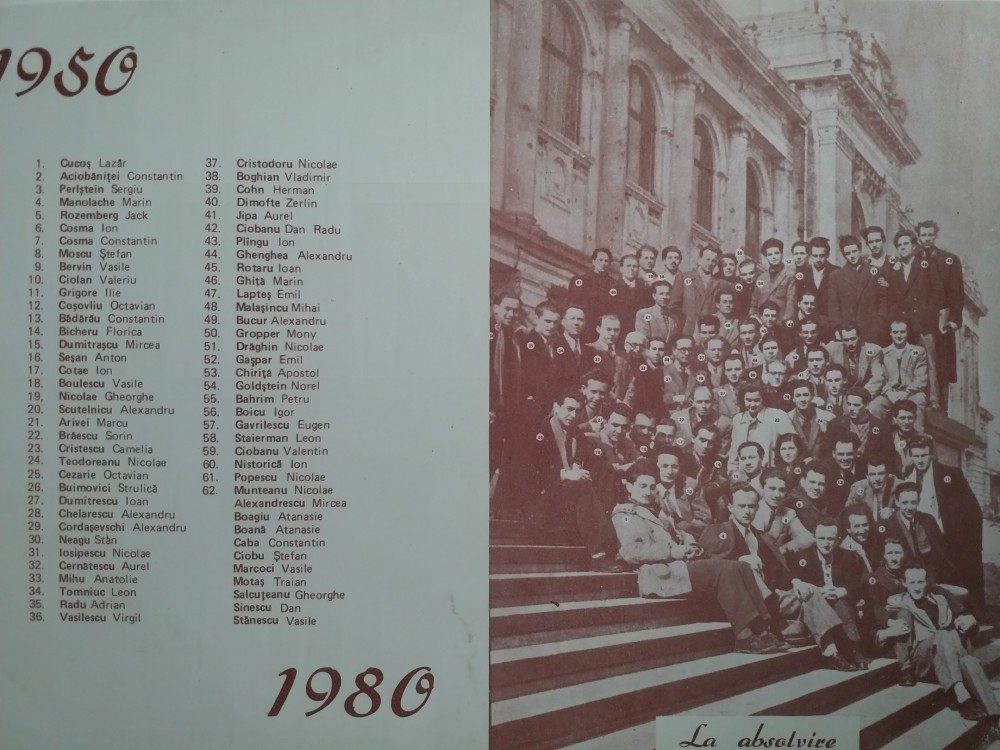 1950
1. Cucoș Lazăr
2. Aciobăniței Constantin
3. Perlștein Sergiu
4. Manolache Marin
5. Rozemberg Jack
6. Cosma Ion
7. Cosma Constantin
8. Moscu Ștefan
9. Bervin Vasile
10. Ciolan Valeriu
11. Grigore Ilie
12. Coșovliu Octavian
13. Bădărău Constantin
14. Bicheru Florica
15. Dumitrașcu Mircea
16. Seșan Anton
17. Cotae Ion
18. Boulescu Vasile
19, Nicolae Gheorghe
20. Scutelnicu Alexandru
21. Arivei Marcu
22. Brăescu Sorin
23. Cristescu Camelia
24. Teodoreanu Nicolae
25. Cezarie Octavian
26. Buimovici Strulică
27. Dumitrescu Ioan
28. Chelarescu Alexandru
29. Cordașevschi Alexandru
30. Neagu Stan
31. Iosipescu Nicolae
32. Cernătescu Aurel
33. Mihu Anatolie
34. Tomniuc Leon
35. Radu Adrian
36. Vasilescu Virgil
37. Cristodoru Nicolae
38. Boghian Vladimir
39. Cohn Herman
40. Dimofte Zerlin
41. Jipa Aurel
42. Ciobanu Dan Radu
43. Plîngu Ion
44. Ghenghea Alexandru
45. Rotaru Ioan
46. Ghiță Marin
47. Lapteș Emil
48. Malașincu Mihai
49. Bucur Alexandru
50. Gropper Mony
51. Drăghin Nicolae
52. Gașpar Emil
53. Chiriță Apostol
54. Goldștein Norel
55. Bahrim Petru
56. Boicu Igor
57. Gavrilescu Eugen
58. Staierman Leon
59. Ciobanu Valentin
60. Nistorică Ion
61. Popescu Nicolae
62. Munteanu Nicolae
Alexandrescu Mircea
Boagiu Atanasie
Boană Atanasie
Caba Constantin
Ciobu Ștefan
Marcoci Vasile
Motaș Traian
Salcuțeanu Gheorghe
Sinescu Dan
Stănescu Vasile
1980
La absolvire